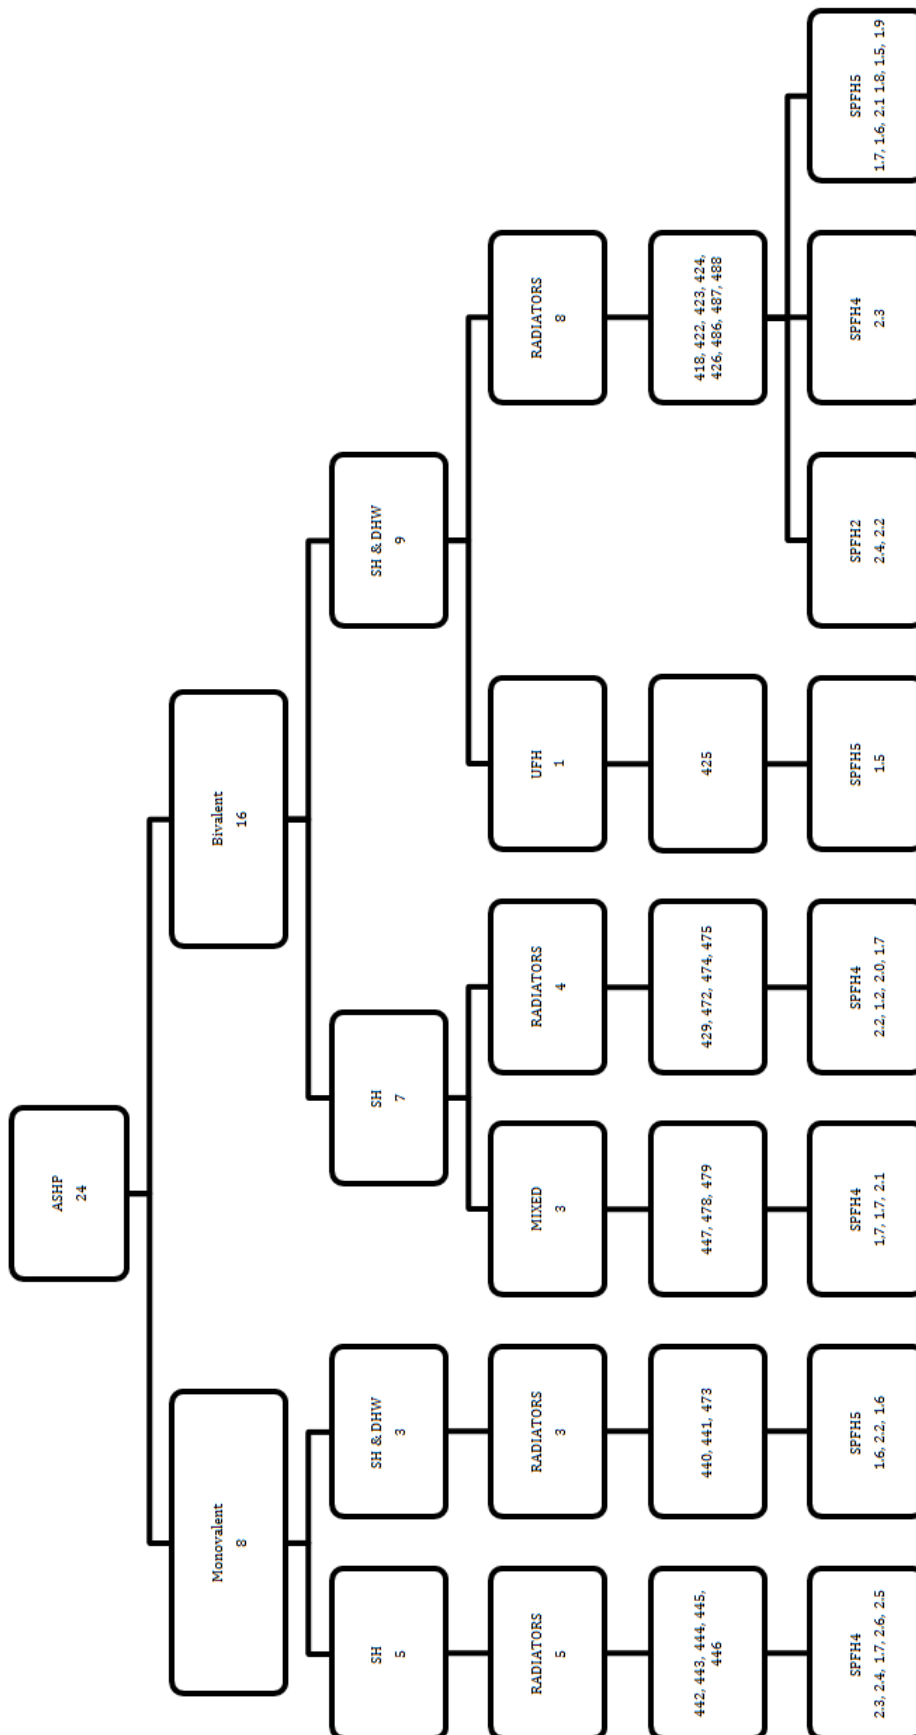 ASHP
24
Monovalent
8
Bivalent
16
SH
5
SH & DHW
3
SH
7
SH & DHW
9
RADIATORS
5
RADIATORS
3
MIXED
3
RADIATORS
4
UFH
1
RADIATORS
8
442, 443, 444, 445,
446
440, 441, 473
447, 478, 479
429, 472, 474, 475
425
418, 422, 423, 424,
426, 486, 487, 488
SPFH4
2.3, 2.4, 1.7, 2.6, 2.5
SPFH5
1.6, 2.2, 1.6
SPFH4
1,7, 1.7, 2.1
SPFH4
2.2, 1.2, 2.0, 1.7
SPFH5
1.5
SPFH2
2.4, 2.2
SPFH4
2.3
SPFH5
1.7, 1.6, 2.1 1.8, 1.5, 1.9